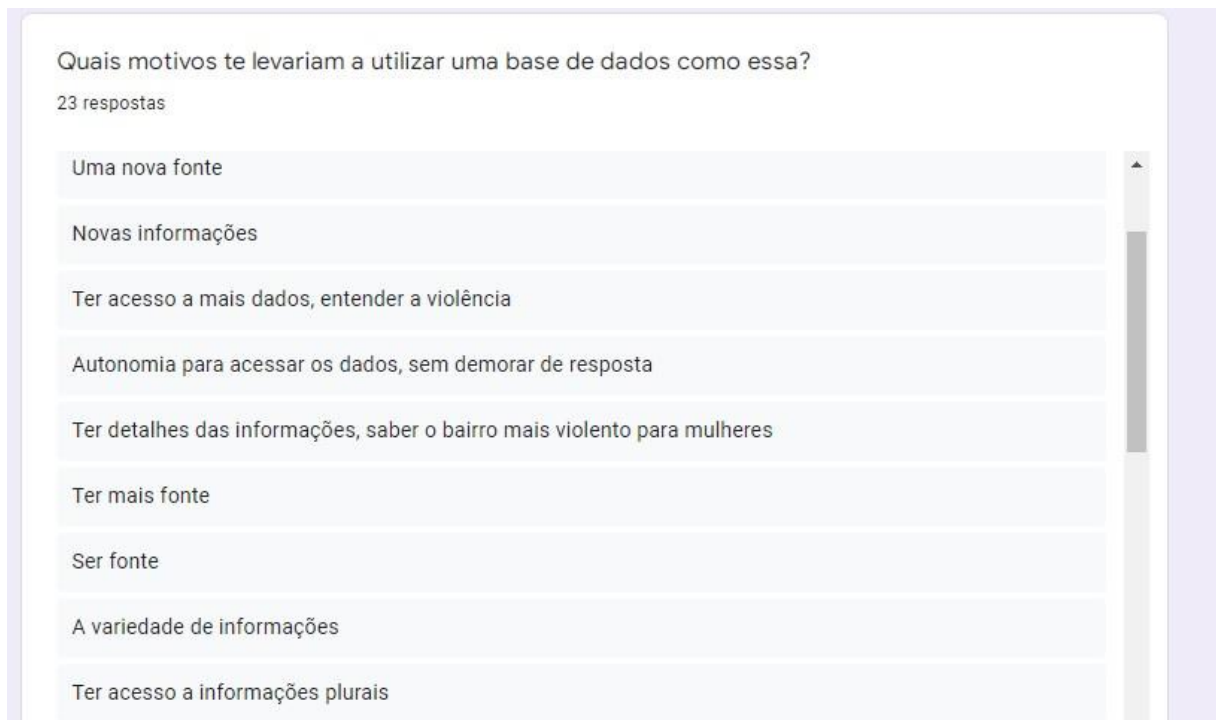 Quais motivos te levariam a utilizar uma base de dados como essa?
23 respostas
Uma nova fonte
Novas informações
Ter acesso a mais dados, entender a violência
Autonomia para acessar os dados, sem demorar de resposta
Ter detalhes das informações, saber o bairro mais violento para mulheres
Ter mais fonte
Ser fonte
A variedade de informações
Ter acesso a informações plurais